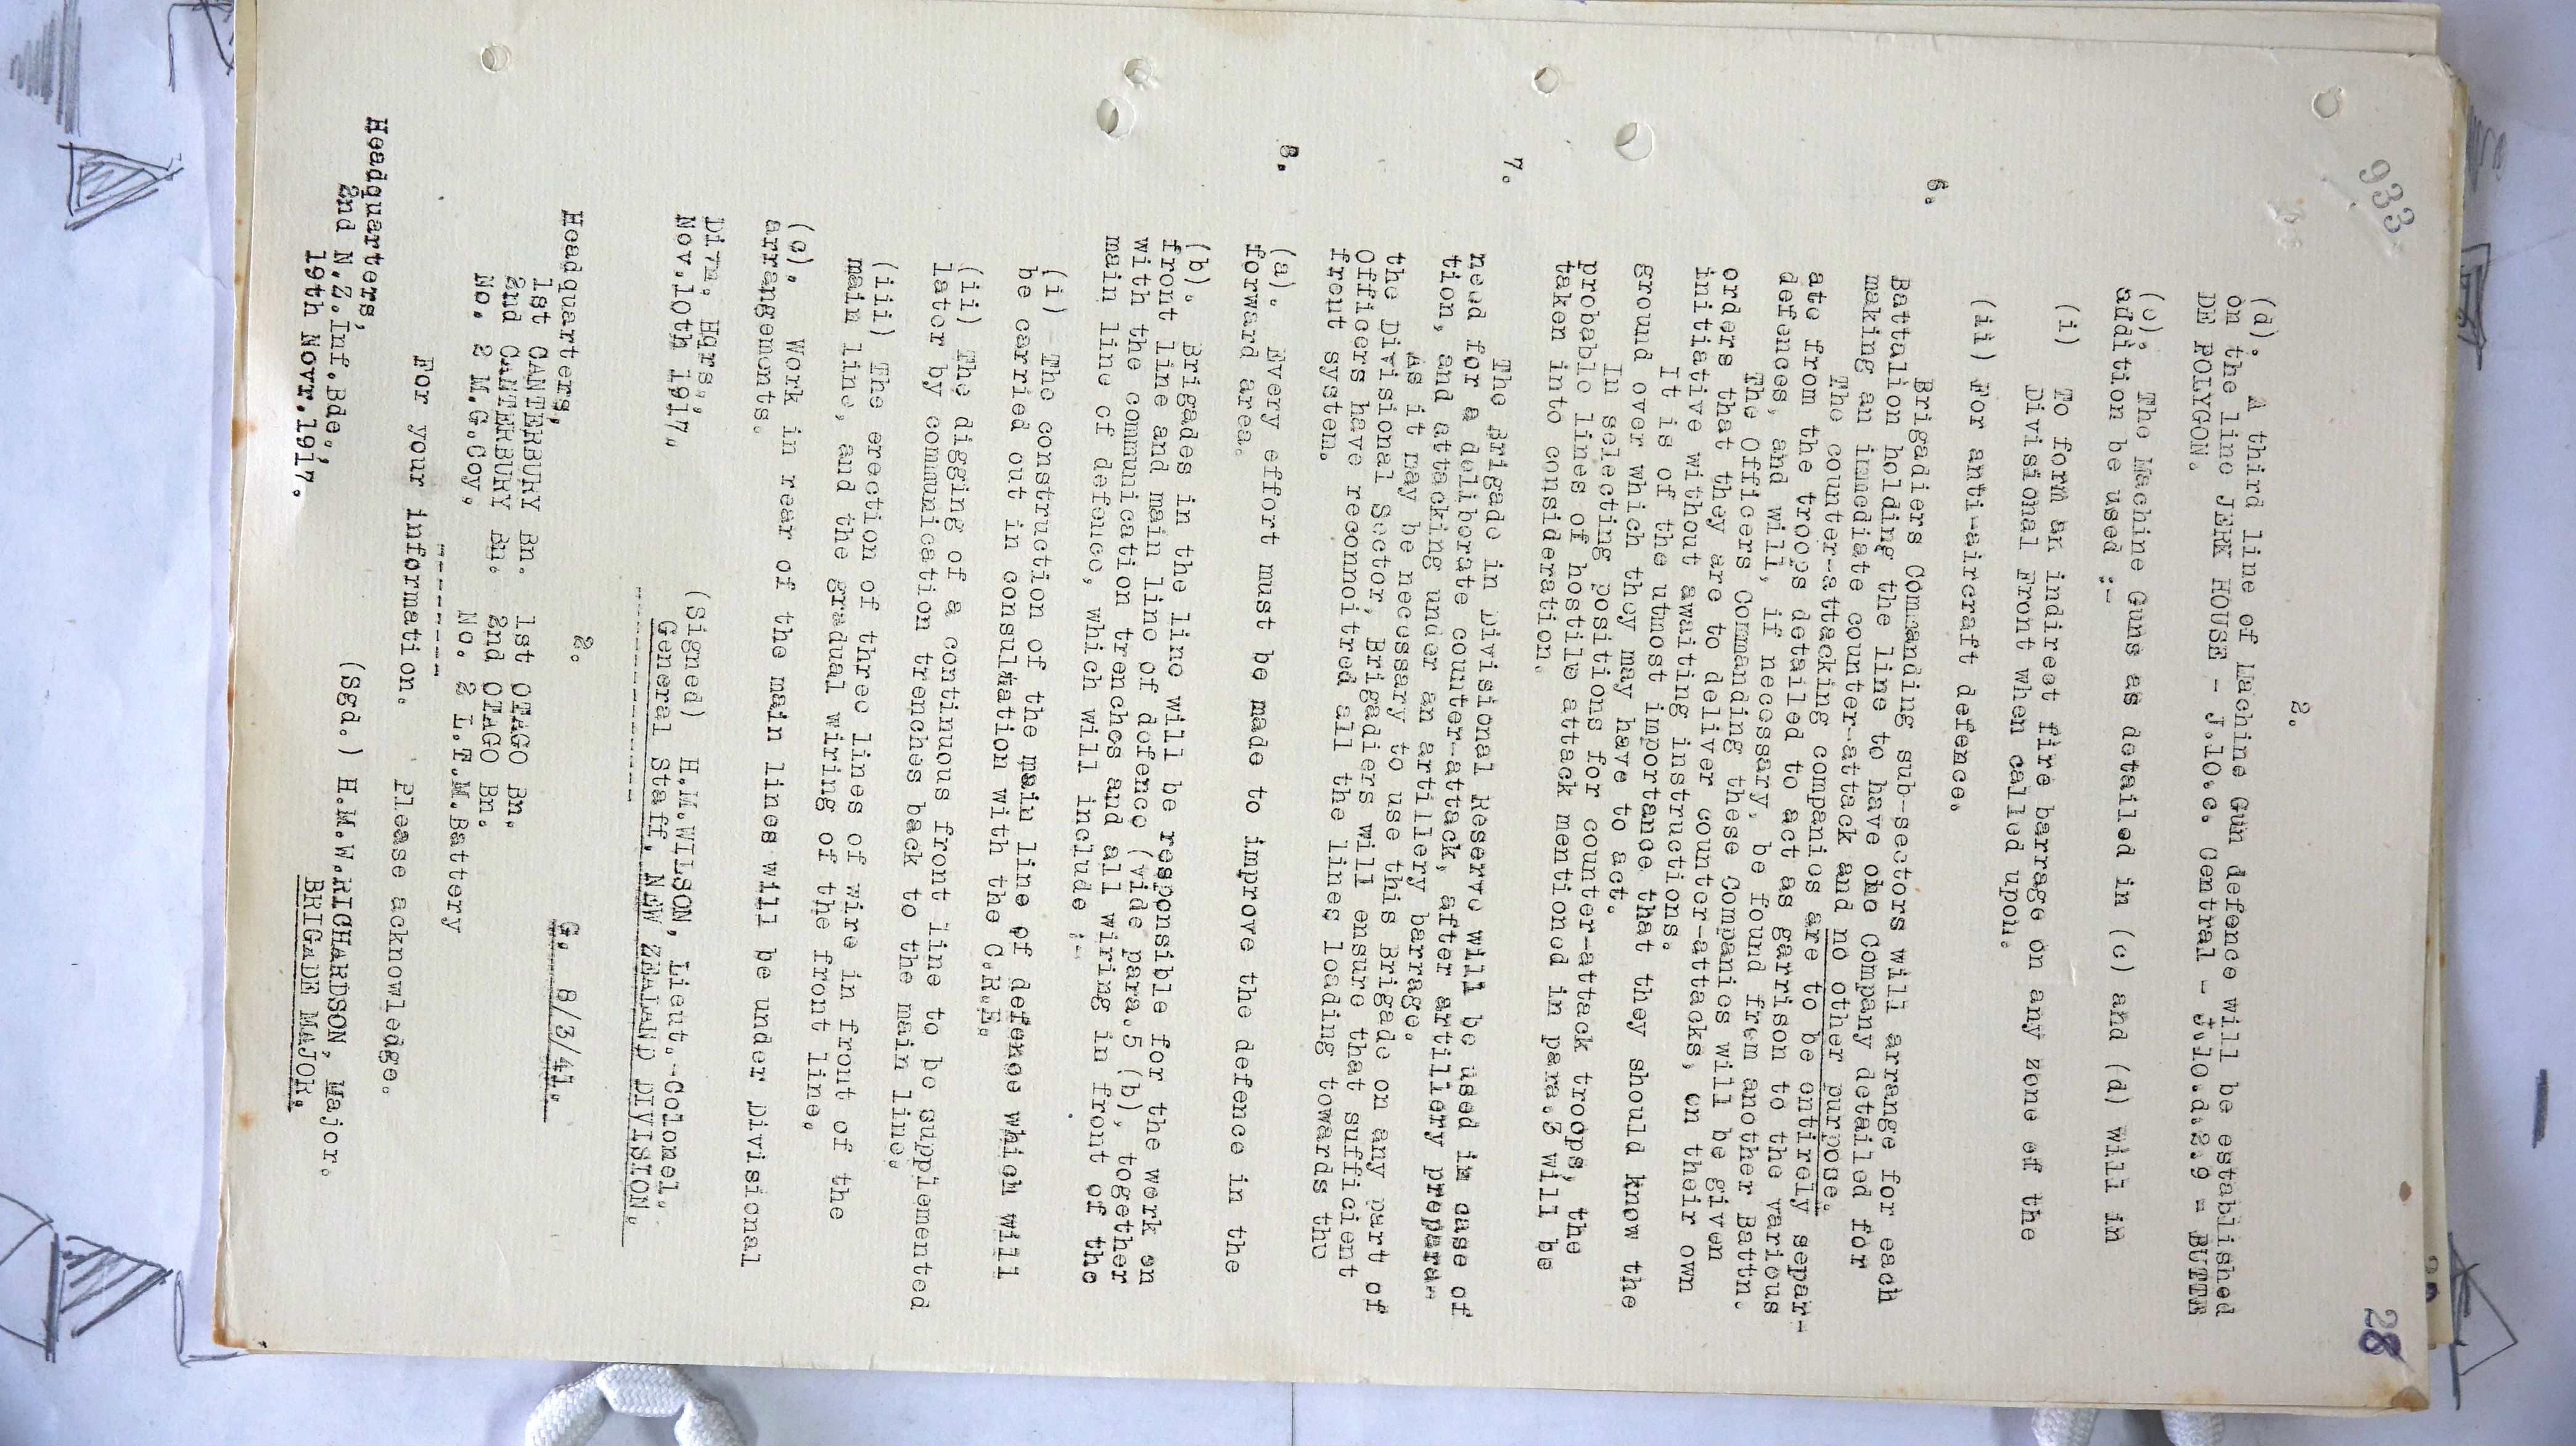 933
28
2.
(d). A third line of Machine Gun defence will be established
on the line JERK HOUSE - J.10.c. Central - J.10.d.2.9 - BUTTE
DE POLYGON.
(e). The Machine Guns as detailed in (c) and (d) will in
addition be used :-
(i) To form an indirect fire barrage on any zone of the
Divisional Front when called upon.
(ii) For anti-aircraft defence.
6. Brigadiers Commanding sub-sectors will arrange for each
Battalion holding the line to have one Company detailed for
making an immediate counter-attack and no other purpose.
The counter-attacking companies are to be entirely separ-
ate from the troops detailed to act as garrison to the various
defences, and will, if necessary, be found from another Battn.
The Officers Commanding these Companies will be given
orders that they are to deliver counter-attacks, on their own
initiative without awaiting instructions.
It is of the utmost importance that they should know the
ground over which they may have to act.
In selecting positions for counter-attack troops, the
probable lines of hostile attack mentioned in para.3 will be
taken into consideration.
7. The Brigade in Divisional Reserve will be used in case of
need for a deliberate counter-attack, after artillery prepara-
tion, and attacking under an artillery barrage.
As it may be necessary to use this Brigade on any part of
the Divisional Sector, Brigadiers will ensure that sufficient
Officers have reconnoitred all the lines leading towards the
front system.
8. (a). Every effort must be made to improve the defence in the
forward area.
(b). Brigades in the line will be responsible for the work on
front line and main line of defence (vide para.5 (b), together
with the communication trenches and all wiring in front of the
main line of defence, which will include :-
(i) The construction of the main line of defence which will
be carried out in consultation with the C.R.E.
(ii) The digging of a continuous front line to be supplemented
later by communication trenches back to the main line.
(iii) The erection of three lines of wire in front of the
main line, and the gradual wiring of the front line.
(c). Work in rear of the main lines will be under Divisional
arrangements.
Divn. Hqrs.,
Nov.10th 1917.
(Signed) H.M.WILSON, Lieut.-Colonel.
General Staff, NEW ZEALAND DIVISION.
2.
G. 8/3/41.
Headquarters,
1st CANTERBURY Bn. 1st OTAGO Bn.
2nd CANTERBURY Bn. 2nd OTAGO Bn.
No. 2 M.G.Coy, No. 2 L.T.M.Battery
-------
For your information. Please acknowledge.
Headquarters,
2nd N.Z.Inf.Bde.,
19th Novr.1917.
(Sgd.) H.M.W.RICHARDSON, Major.
BRIGADE MAJOR.